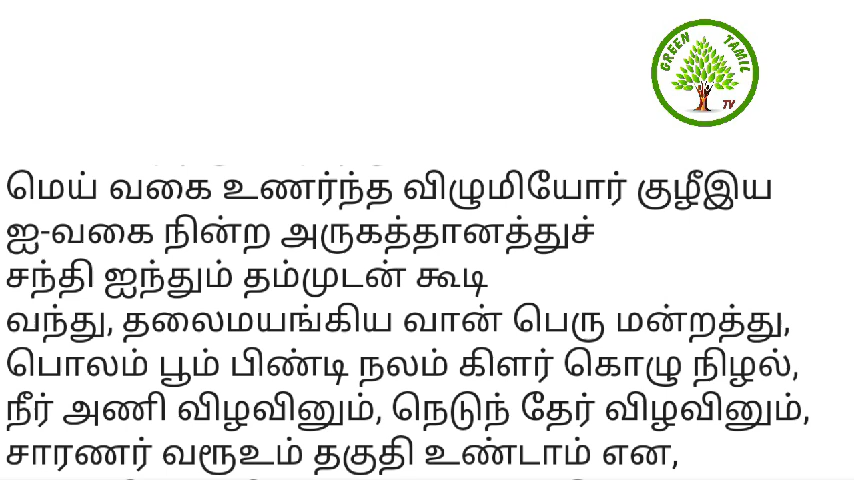 GREEN TAMIL
TV
மெய் வகை உணர்ந்த விழுமியோர் குழீஇய
ஐ-வகை நின்ற அருகத்தானத்துச்
சந்தி ஐந்தும் தம்முடன் கூடி
வந்து, தலைமயங்கிய வான் பெரு மன்றத்து,
பொலம் பூம் பிண்டி நலம் கிளர் கொழு நிழல்,
நீர் அணி விழவினும், நெடுந் தேர் விழவினும்,
சாரணர் வரூஉம் தகுதி உண்டாம் என,